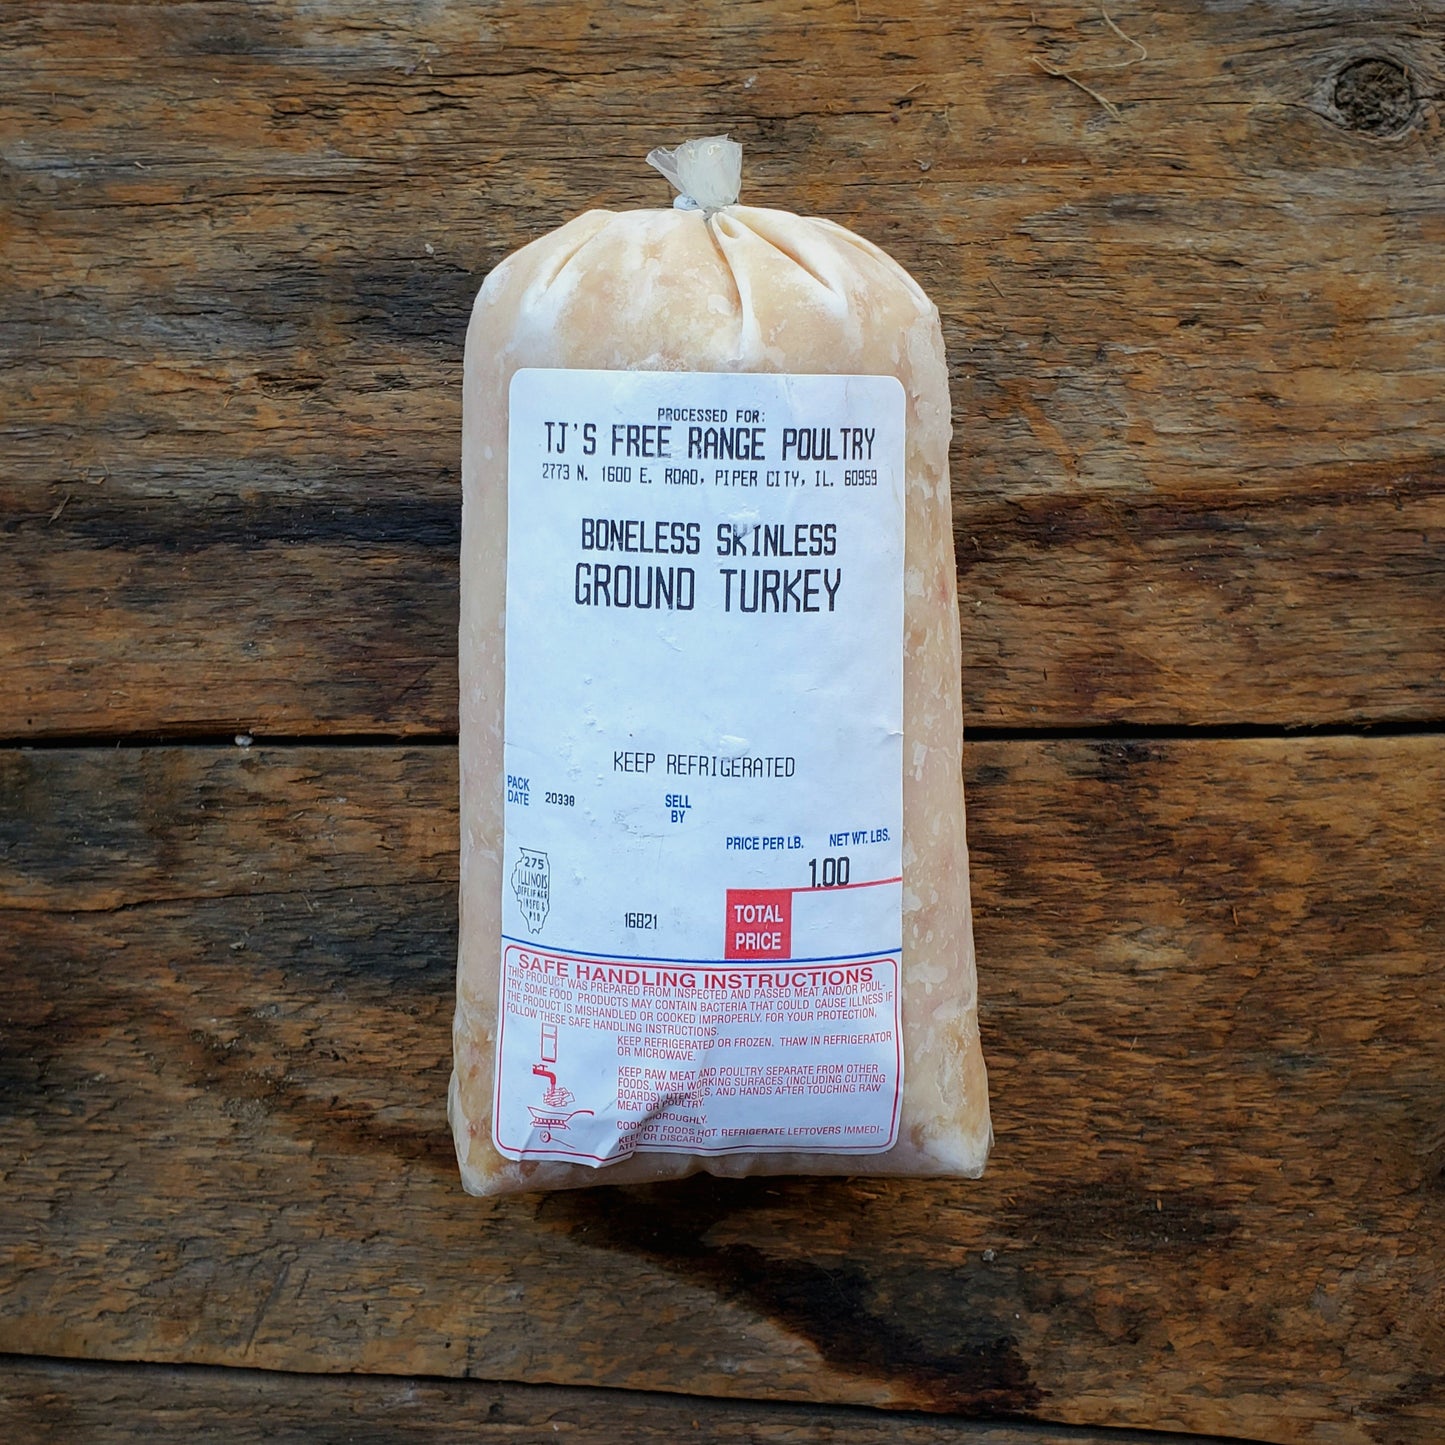 PROCESSED FOR:
TJ'S FREE RANGE POULTRY
2773 N. 1600 E. ROAD, PIPER CITY, IL. 60959
BONELESS SKINLESS
GROUND TURKEY
KEEP REFRIGERATED
PACK DATE 20338
SELL BY
PRICE PER LB. NET WT. LBS.
1.00
275
ILLINOIS
16821
TOTAL
PRICE
SAFE HANDLING INSTRUCTIONS
THIS PRODUCT WAS PREPARED FROM INSPECTED AND PASSED MEAT AND/OR POUL-
TRY. SOME FOOD PRODUCTS MAY CONTAIN BACTERIA THAT COULD CAUSE ILLNESS IF
THE PRODUCT IS MISHANDLED OR COOKED IMPROPERLY. FOR YOUR PROTECTION,
FOLLOW THESE SAFE HANDLING INSTRUCTIONS.
KEEP REFRIGERATED OR FROZEN. THAW IN REFRIGERATOR
OR MICROWAVE.
KEEP RAW MEAT AND POULTRY SEPARATE FROM OTHER
FOODS. WASH WORKING SURFACES (INCLUDING CUTTING
BOARDS), UTENSILS, AND HANDS AFTER TOUCHING RAW
MEAT OR POULTRY.
COOK THOROUGHLY.
KEEP HOT FOODS HOT. REFRIGERATE LEFTOVERS IMMEDI-
OR DISCARD.